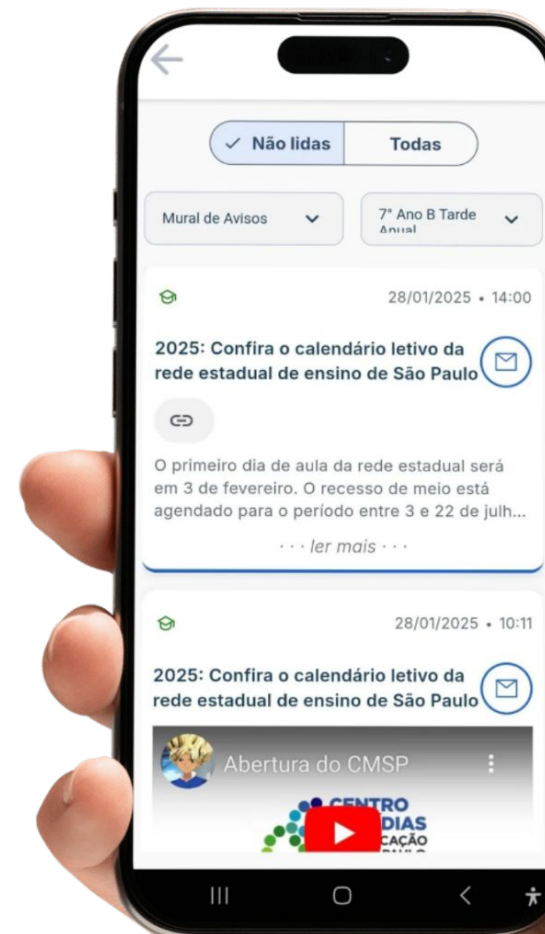 Não lidas
Todas
Mural de Avisos
7° Ano B Tarde
Anual
28/01/2025 • 14:00
2025: Confira o calendário letivo da
rede estadual de ensino de São Paulo
O primeiro dia de aula da rede estadual será
em 3 de fevereiro. O recesso de meio está
agendado para o período entre 3 e 22 de julh...
· · · ler mais · · ·
28/01/2025 • 10:11
2025: Confira o calendário letivo da
rede estadual de ensino de São Paulo
Abertura do CMSP
CENTRO
DIAS
CAÇÃO